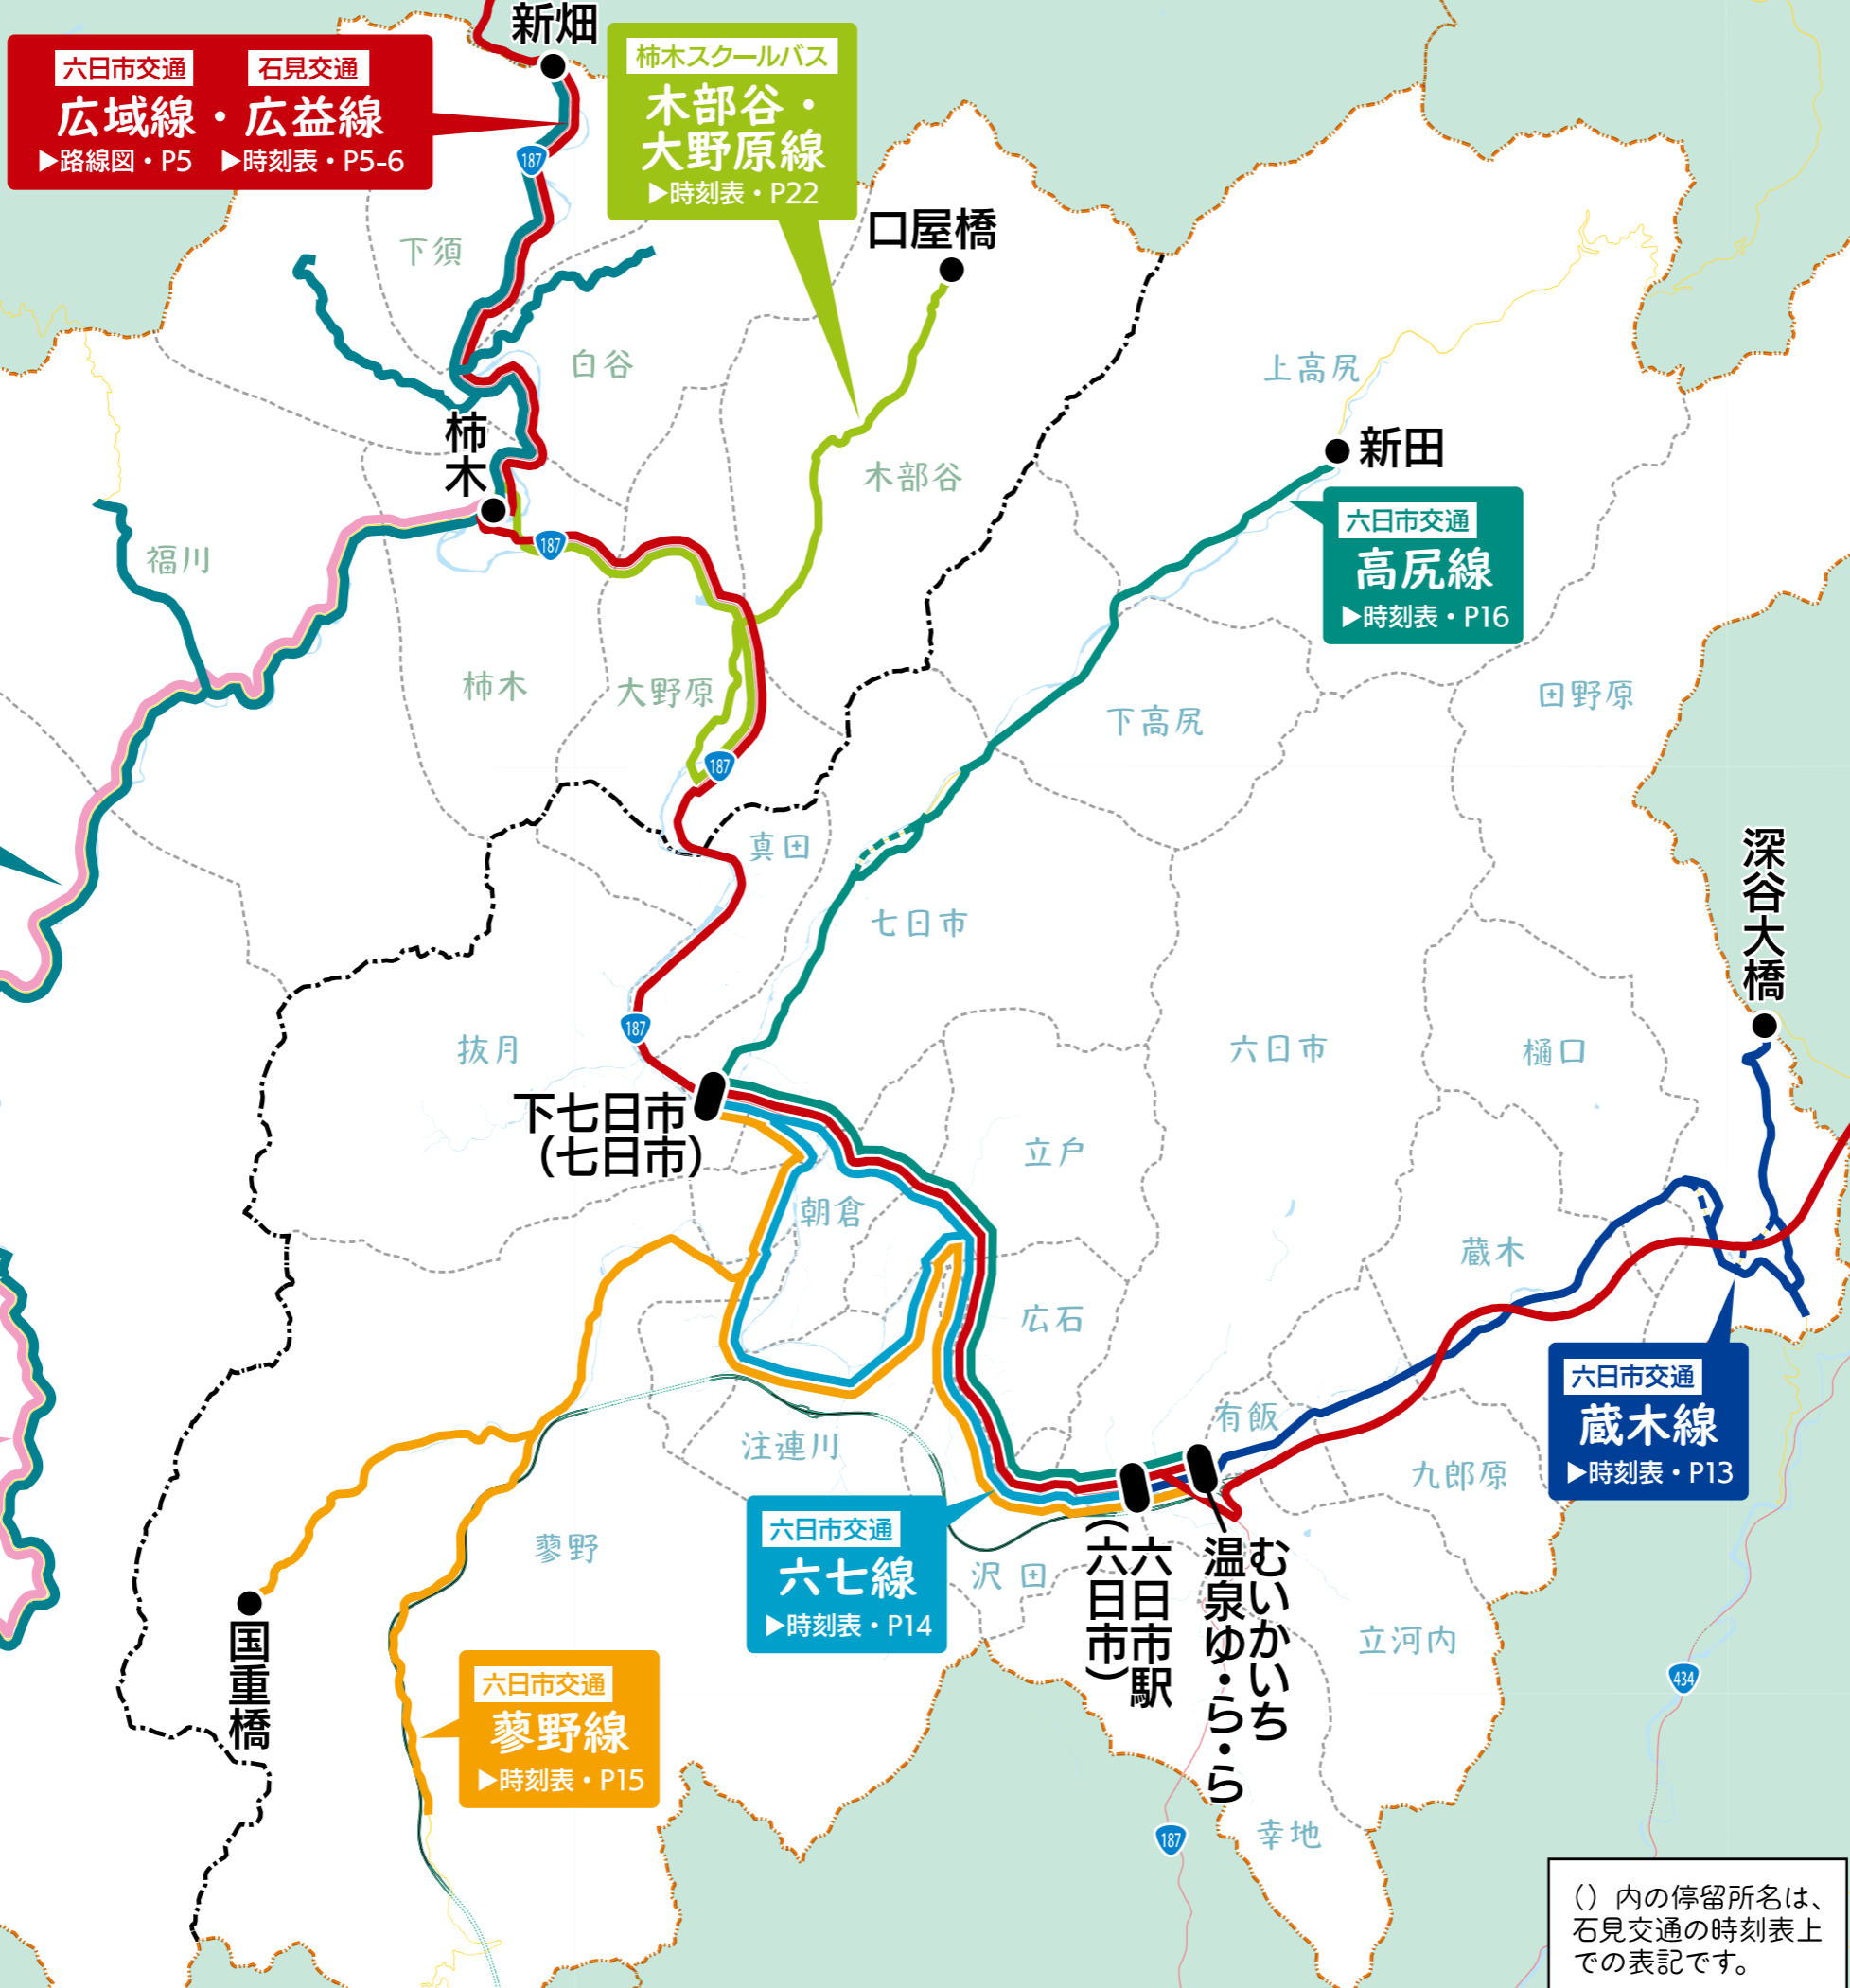 新畑
六日市交通
石見交通
広域線・広益線
▶路線図・P5 ▶時刻表・P5-6
柿木スクールバス
木部谷・
大野原線
▶時刻表・P22
口屋橋
187
下須
白谷
上高尻
柿木
木部谷
新田
六日市交通
高尻線
▶時刻表・P16
福川
187
柿木
大野原
下高尻
田野原
187
真田
深谷大橋
七日市
187
抜月
六日市
樋口
下七日市
(七日市)
立戸
朝倉
蔵木
広石
六日市交通
蔵木線
▶時刻表・P13
有飯
注連川
九郎原
六日市交通
六七線
▶時刻表・P14
蓼野
沢田
六日市駅
(六日市)
むいかいち
温泉ゆ・ら・ら
国重橋
立河内
434
六日市交通
蓼野線
▶時刻表・P15
187
幸地
()内の停留所名は、
石見交通の時刻表上
での表記です。